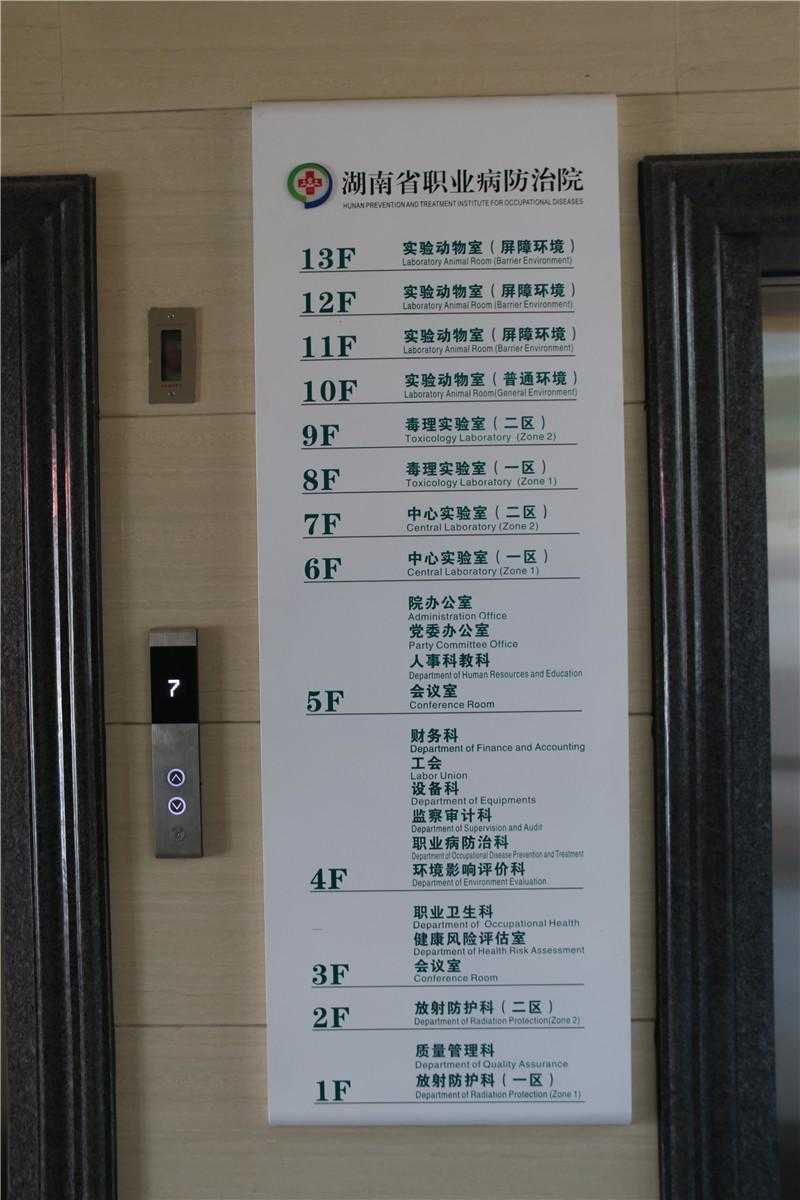 湖南省职业病防治院
HUNAN PREVENTION AND TREATMENT INSTITUTE FOR OCCUPATIONAL DISEASES
13F 实验动物室（屏障环境）
Laboratory Animal Room (Barrier Environment)
12F 实验动物室（屏障环境）
Laboratory Animal Room (Barrier Environment)
11F 实验动物室（屏障环境）
Laboratory Animal Room (Barrier Environment)
10F 实验动物室（普通环境）
Laboratory Animal Room(General Environment)
9F 毒理实验室（二区）
Toxicology Laboratory (Zone 2)
8F 毒理实验室（一区）
Toxicology Laboratory (Zone 1)
7F 中心实验室（二区）
Central Laboratory (Zone 2)
6F 中心实验室（一区）
Central Laboratory (Zone 1)
院办公室
Administration Office
党委办公室
Party Committee Office
人事科教科
Department of Human Resources and Education
5F 会议室
Conference Room
财务科
Department of Finance and Accounting
工会
Labor Union
设备科
Department of Equipments
监察审计科
Department of Supervision and Audit
职业病防治科
Department of Occupational Disease Prevention and Treatment
4F 环境影响评价科
Department of Environment Evaluation
职业卫生科
Department of Occupational Health
健康风险评估室
Department of Health Risk Assessment
3F 会议室
Conference Room
2F 放射防护科（二区）
Department of Radiation Protection(Zone 2)
质量管理科
Department of Quality Assurance
1F 放射防护科（一区）
Department of Radiation Protection (Zone 1)
7